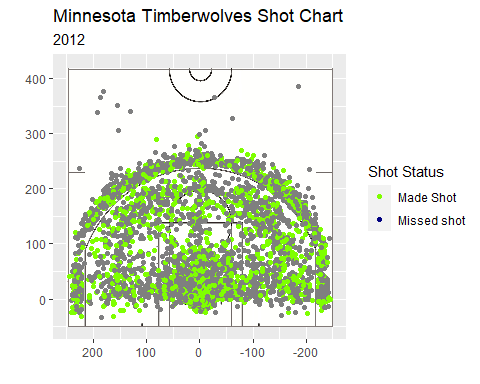 Minnesota Timberwolves Shot Chart
2012
400
300
200
100
0
200 100 0 -100 -200
Shot Status
Made Shot
Missed shot